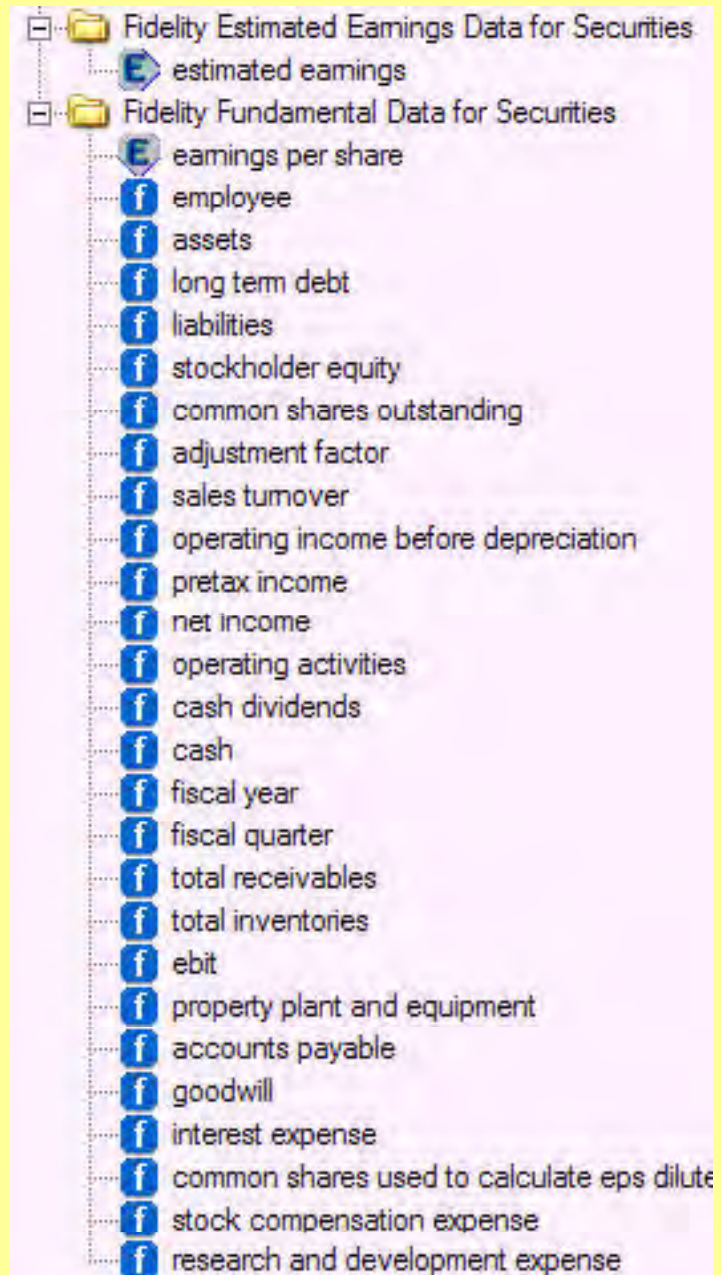 Fidelity Estimated Earnings Data for Securities
E estimated earnings
Fidelity Fundamental Data for Securities
E earnings per share
f employee
f assets
f long term debt
f liabilities
f stockholder equity
f common shares outstanding
f adjustment factor
f sales turnover
f operating income before depreciation
f pretax income
f net income
f operating activities
f cash dividends
f cash
f fiscal year
f fiscal quarter
f total receivables
f total inventories
f ebit
f property plant and equipment
f accounts payable
f goodwill
f interest expense
f common shares used to calculate eps dilute
f stock compensation expense
f research and development expense